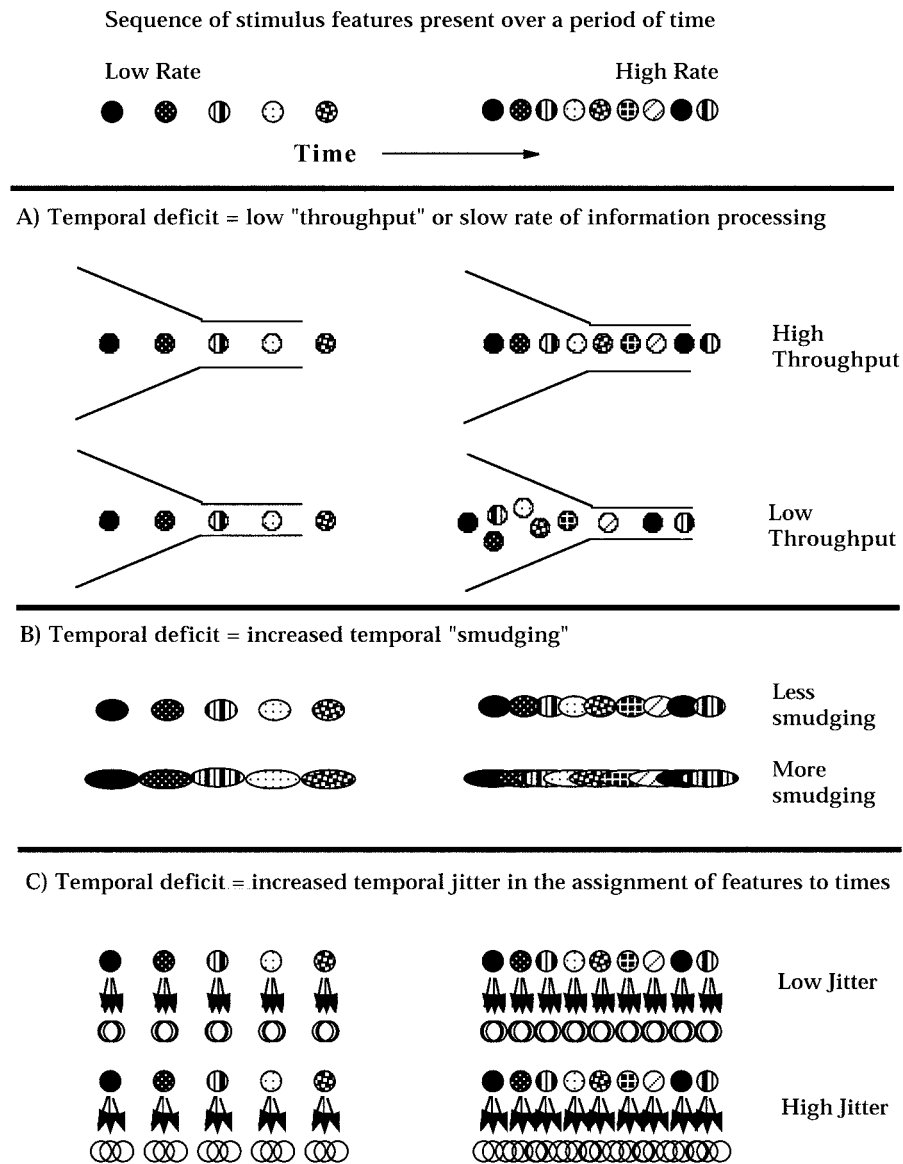 Sequence of stimulus features present over a period of time
Low Rate
High Rate
Time
A) Temporal deficit = low "throughput" or slow rate of information processing
High
Throughput
Low
Throughput
B) Temporal deficit = increased temporal "smudging"
Less
smudging
More
smudging
C) Temporal deficit = increased temporal jitter in the assignment of features to times
Low Jitter
High Jitter